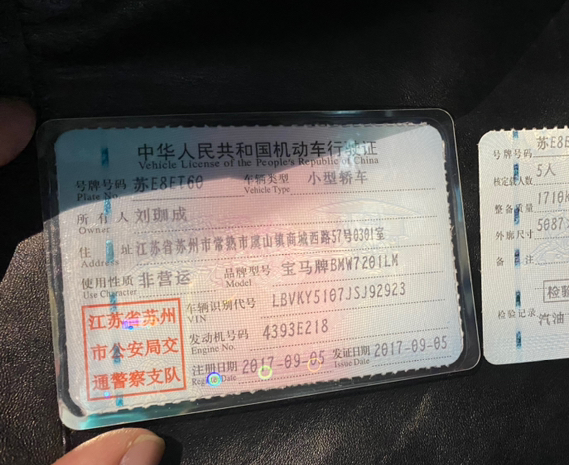 中华人民共和国机动车行驶证
Vehicle License of the People's Republic of China
号牌号码 苏E8ET60 车辆类型 小型轿车
Plate No. Vehicle Type
所有人 刘珈成
Owner
住址 江苏省苏州市常熟市虞山镇商城西路57号0301室
Address
使用性质 非营运 品牌型号 宝马牌BMW7201LM
Use Character Model
江苏省苏州
市公安局交
通警察支队
车辆识别代号 LBVKY5107JSJ92923
VIN
发动机号码 4393E218
Engine No.
注册日期 2017-09-05 发证日期 2017-09-05
Register Date Issue Date
号牌号码 苏E8E
核定载人数 5人
整备质量 1710k
外廓尺寸 5087
备注
检验
检验记录 汽油